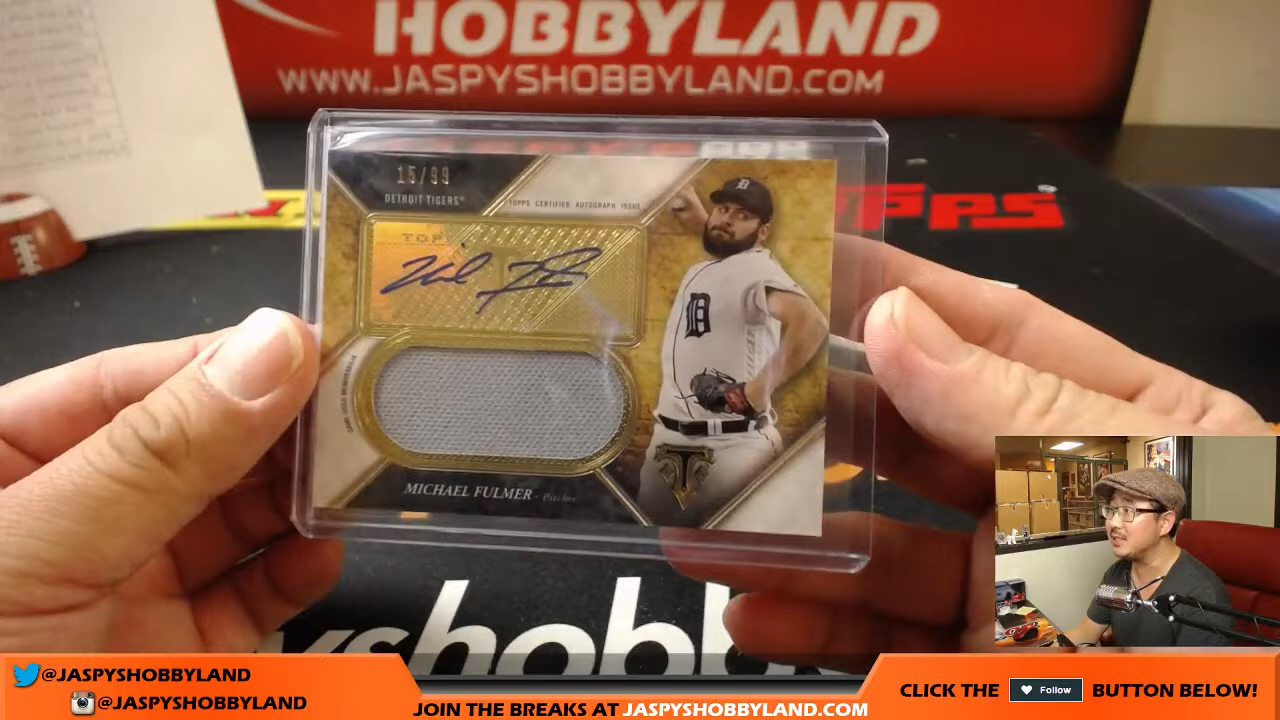 HOBBYLAND
WWW.JASPYSHOBBYLAND.COM
15/99
DETROIT TIGERS
TOPPS CERTIFIED AUTOGRAPH ISSUE
MICHAEL FULMER - Pitcher
@JASPYSHOBBYLAND
@JASPYSHOBBYLAND
JOIN THE BREAKS AT JASPYSHOBBYLAND.COM
CLICK THE Follow BUTTON BELOW!